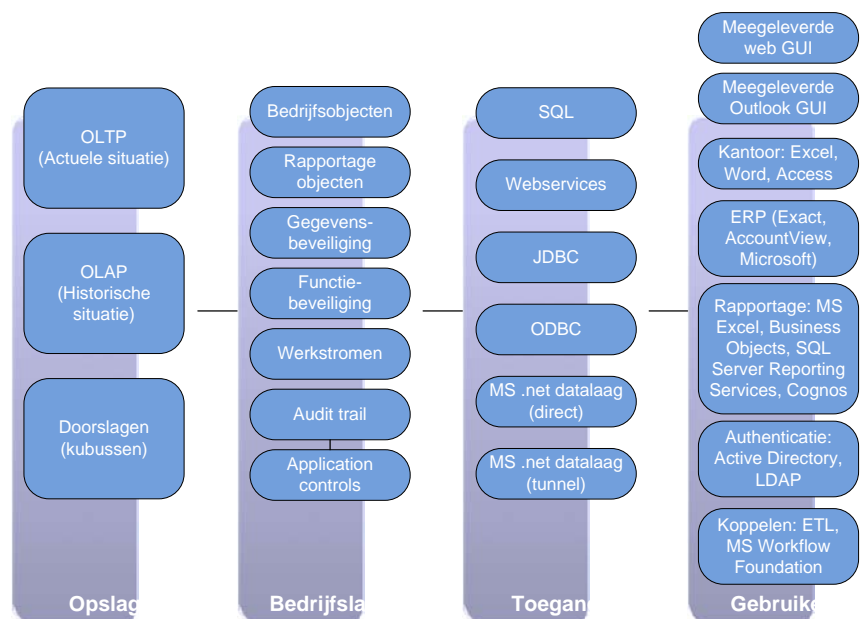 OLTP
(Actuele situatie)
OLAP
(Historische
situatie)
Doorslagen
(kubussen)
Opslag
Bedrijfsobjecten
Rapportage
objecten
Gegevens-
beveiliging
Functie-
beveiliging
Werkstromen
Audit trail
Application
controls
Bedrijfsla
SQL
Webservices
JDBC
ODBC
MS .net datalaag
(direct)
MS .net datalaag
(tunnel)
Toegang
Meegeleverde
web GUI
Meegeleverde
Outlook GUI
Kantoor: Excel,
Word, Access
ERP (Exact,
AccountView,
Microsoft)
Rapportage: MS
Excel, Business
Objects, SQL
Server Reporting
Services, Cognos
Authenticatie:
Active Directory,
LDAP
Koppelen: ETL,
MS Workflow
Foundation
Gebruike